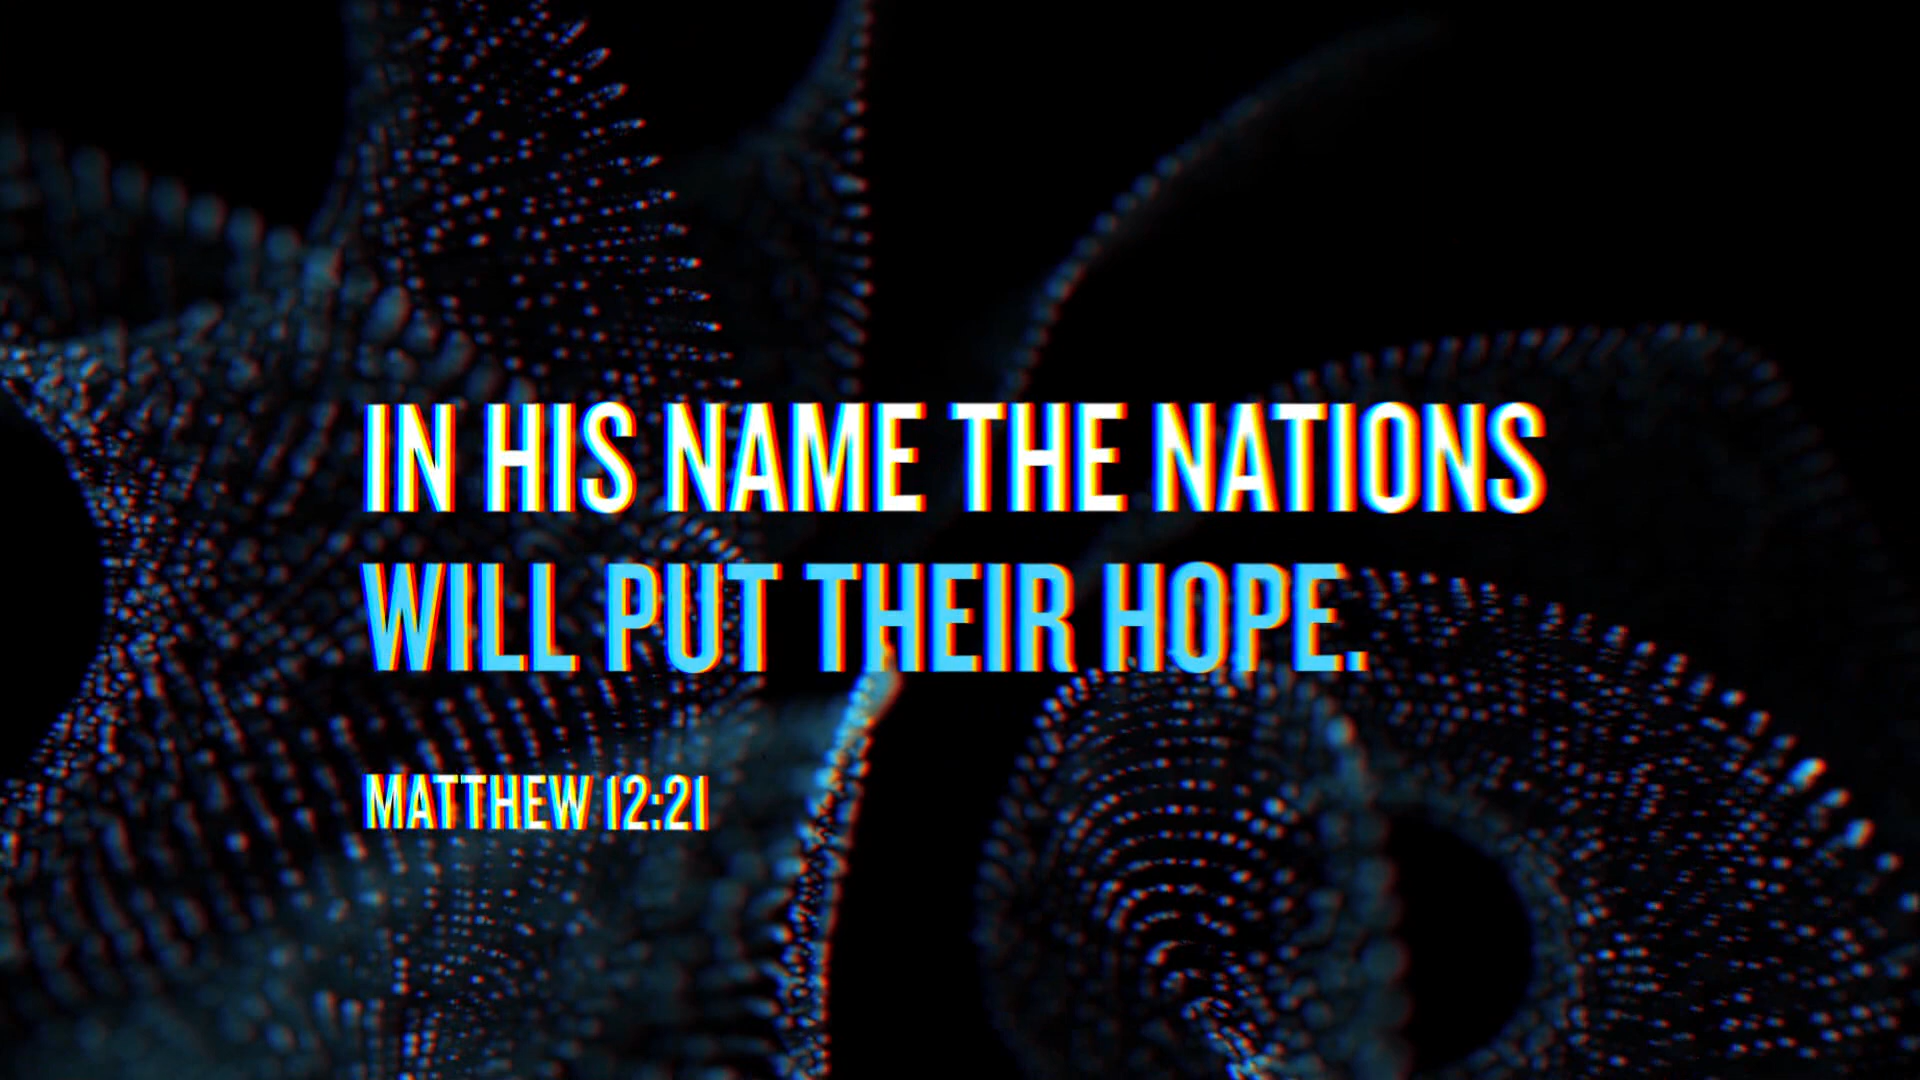 IN HIS NAME THE NATIONS
WILL PUT THEIR HOPE.
MATTHEW 12:21